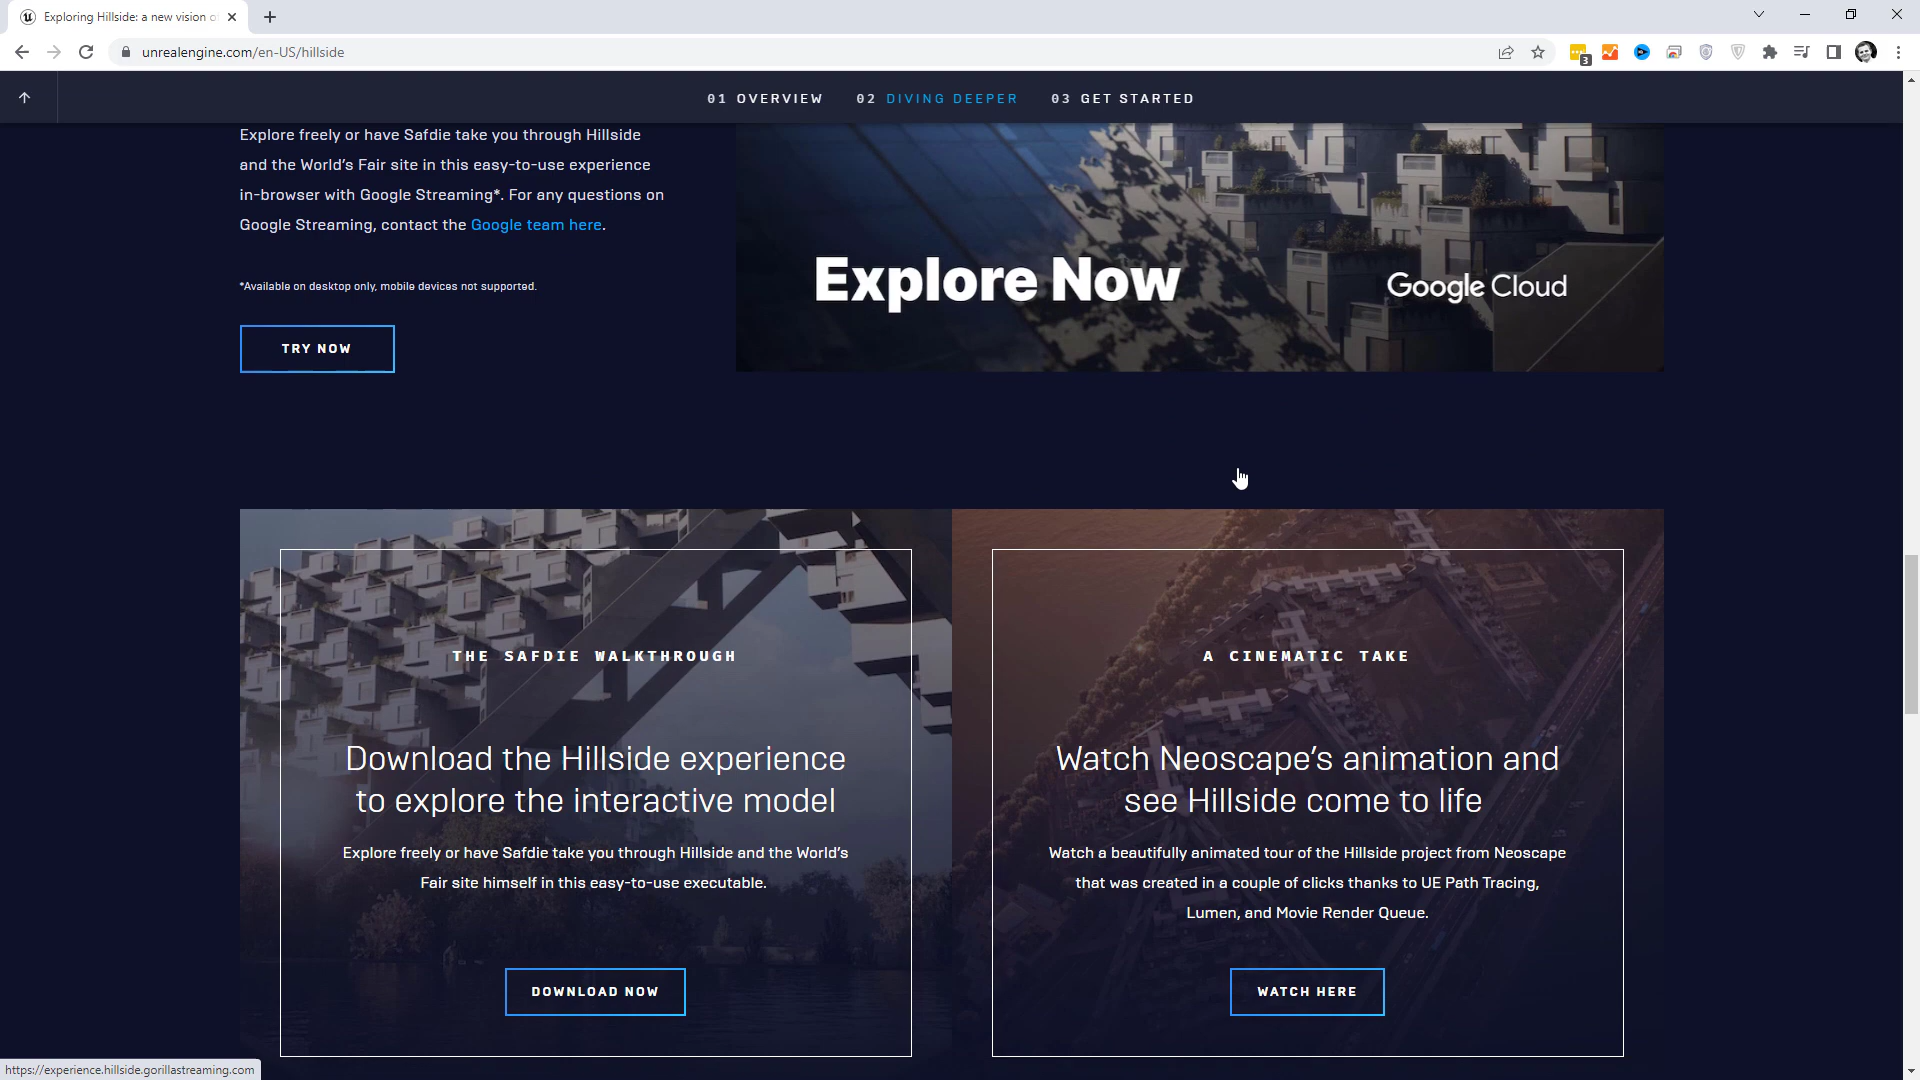 Exploring Hillside: a new vision o
unrealengine.com/en-US/hillside
3
01 OVERVIEW 02 DIVING DEEPER 03 GET STARTED
Explore freely or have Safdie take you through Hillside
and the World's Fair site in this easy-to-use experience
in-browser with Google Streaming*. For any questions on
Google Streaming, contact the Google team here.
*Available on desktop only, mobile devices not supported.
TRY NOW
Explore Now
Google Cloud
THE SAFDIE WALKTHROUGH
Download the Hillside experience
to explore the interactive model
Explore freely or have Safdie take you through Hillside and the World's
Fair site himself in this easy-to-use executable.
DOWNLOAD NOW
A CINEMATIC TAKE
Watch Neoscape's animation and
see Hillside come to life
Watch a beautifully animated tour of the Hillside project from Neoscape
that was created in a couple of clicks thanks to UE Path Tracing,
Lumen, and Movie Render Queue.
WATCH HERE
https://experience.hillside.gorillastreaming.com